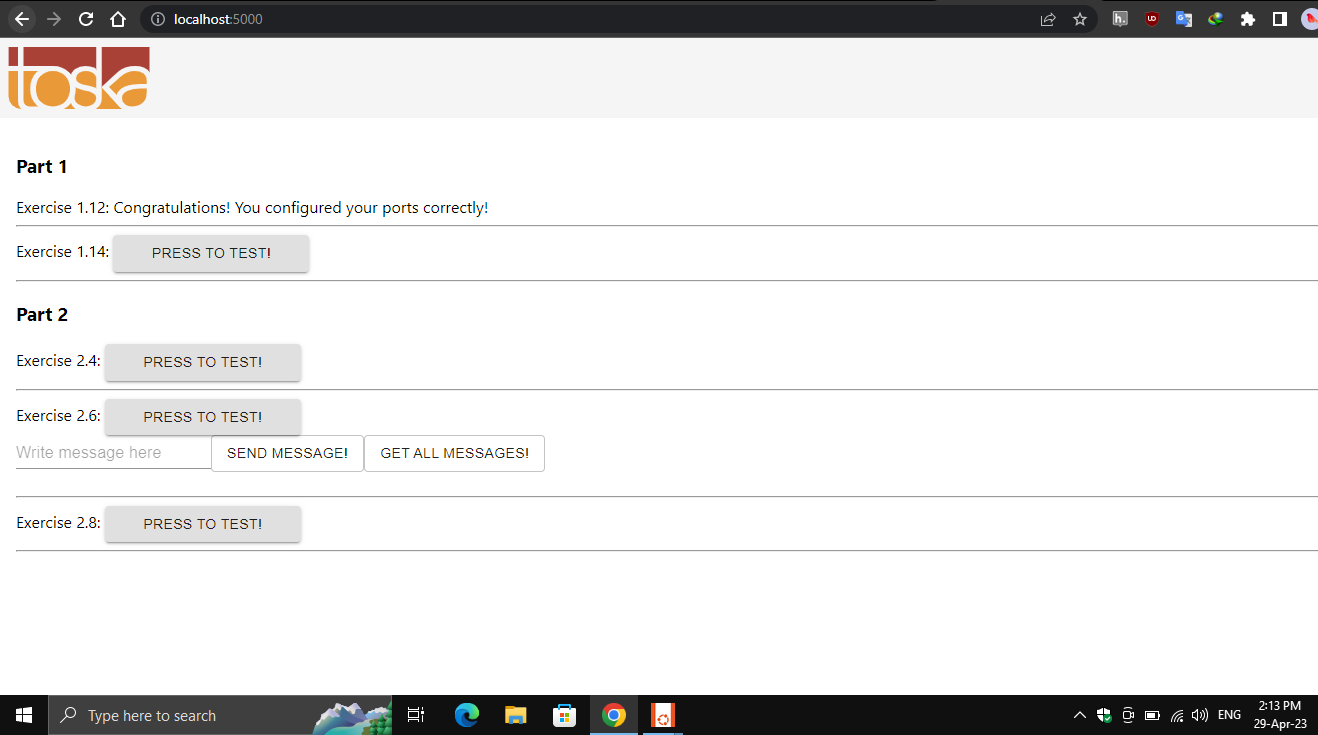 localhost:5000
h.
UD
toska
Part 1
Exercise 1.12: Congratulations! You configured your ports correctly!
Exercise 1.14: PRESS TO TEST!
Part 2
Exercise 2.4: PRESS TO TEST!
Exercise 2.6: PRESS TO TEST!
Write message here SEND MESSAGE! GET ALL MESSAGES!
Exercise 2.8: PRESS TO TEST!
Type here to search
ENG
2:13 PM
29-Apr-23